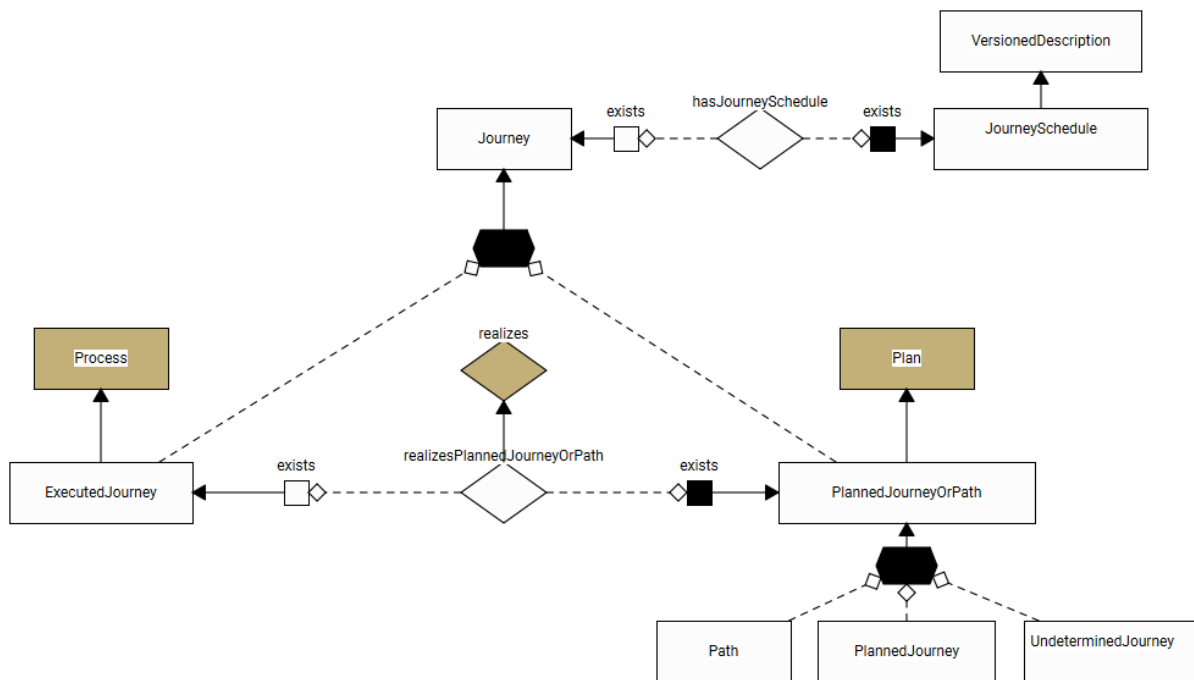 VersionedDescription
hasJourneySchedule
exists
exists
Journey
JourneySchedule
realizes
Process
Plan
realizesPlannedJourneyOrPath
exists
exists
ExecutedJourney
PlannedJourneyOrPath
Path
PlannedJourney
UndeterminedJourney